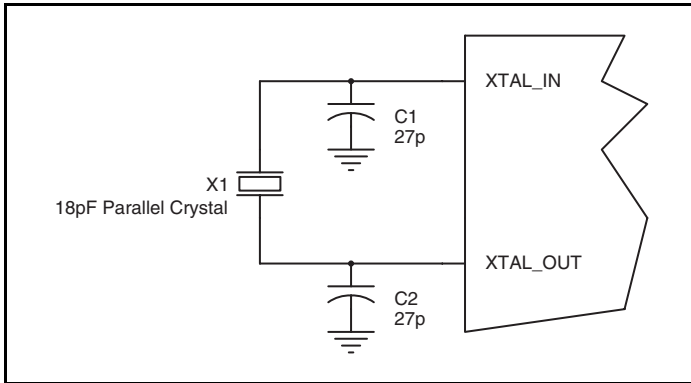 XTAL_IN
C1
27p
X1
18pF Parallel Crystal
XTAL_OUT
C2
27p